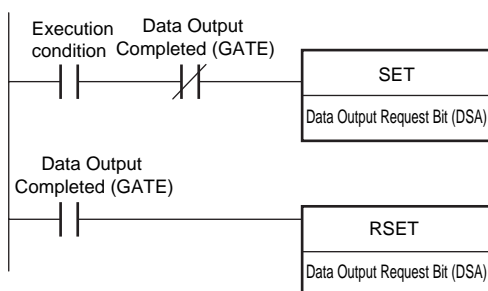 Execution condition
Data Output Completed (GATE)
SET
Data Output Request Bit (DSA)
Data Output
Completed (GATE)
RSET
Data Output Request Bit (DSA)